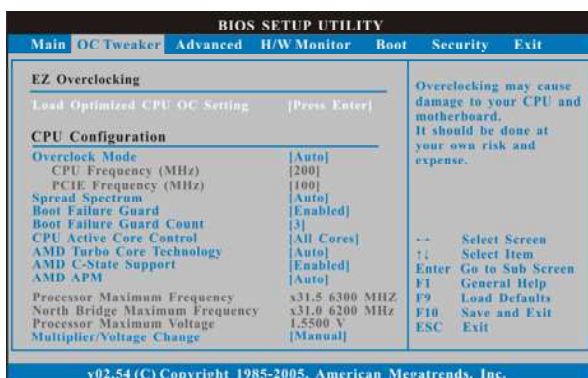 BIOS SETUP UTILITY
Main OC Tweaker Advanced H/W Monitor Boot Security Exit
EZ Overclocking
Load Optimized CPU OC Setting [Press Enter]
CPU Configuration
Overclock Mode [Auto]
CPU Frequency (MHz) [200]
PCIE Frequency (MHz) [100]
Spread Spectrum [Auto]
Boot Failure Guard [Enabled]
Boot Failure Guard Count [3]
CPU Active Core Control [All Cores]
AMD Turbo Core Technology [Auto]
AMD C-State Support [Enabled]
AMD APM [Auto]
Processor Maximum Frequency x31.5 6300 MHZ
North Bridge Maximum Frequency x31.0 6200 MHz
Processor Maximum Voltage 1.5500 V
Multiplier/Voltage Change [Manual]
Overclocking may cause
damage to your CPU and
motherboard.
It should be done at
your own risk and
expense.
←→ Select Screen
↑↓ Select Item
Enter Go to Sub Screen
F1 General Help
F9 Load Defaults
F10 Save and Exit
ESC Exit
v02.54 (C) Copyright 1985-2005, American Megatrends, Inc.